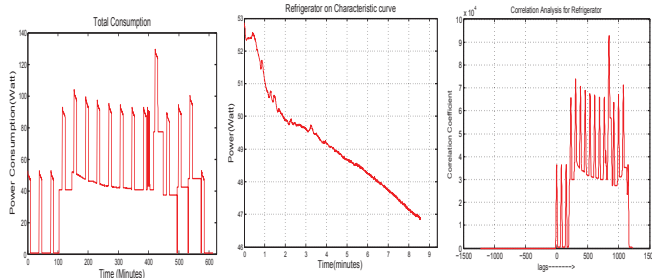 Total Consumption
Power Consumption(Watt)
140
120
100
80
60
40
20
0
0 100 200 300 400 500 600
Time (Minutes)
Refrigerator on Characteristic curve
Power(Watt)
53
52
51
50
49
48
47
46
0 1 2 3 4 5 6 7 8 9
Time(minutes)
Correlation Analysis for Refrigerator
x 10^4
Correlation Coefficient
10
9
8
7
6
5
4
3
2
1
0
−1500 −1000 −500 0 500 1000 1500
lags-------->